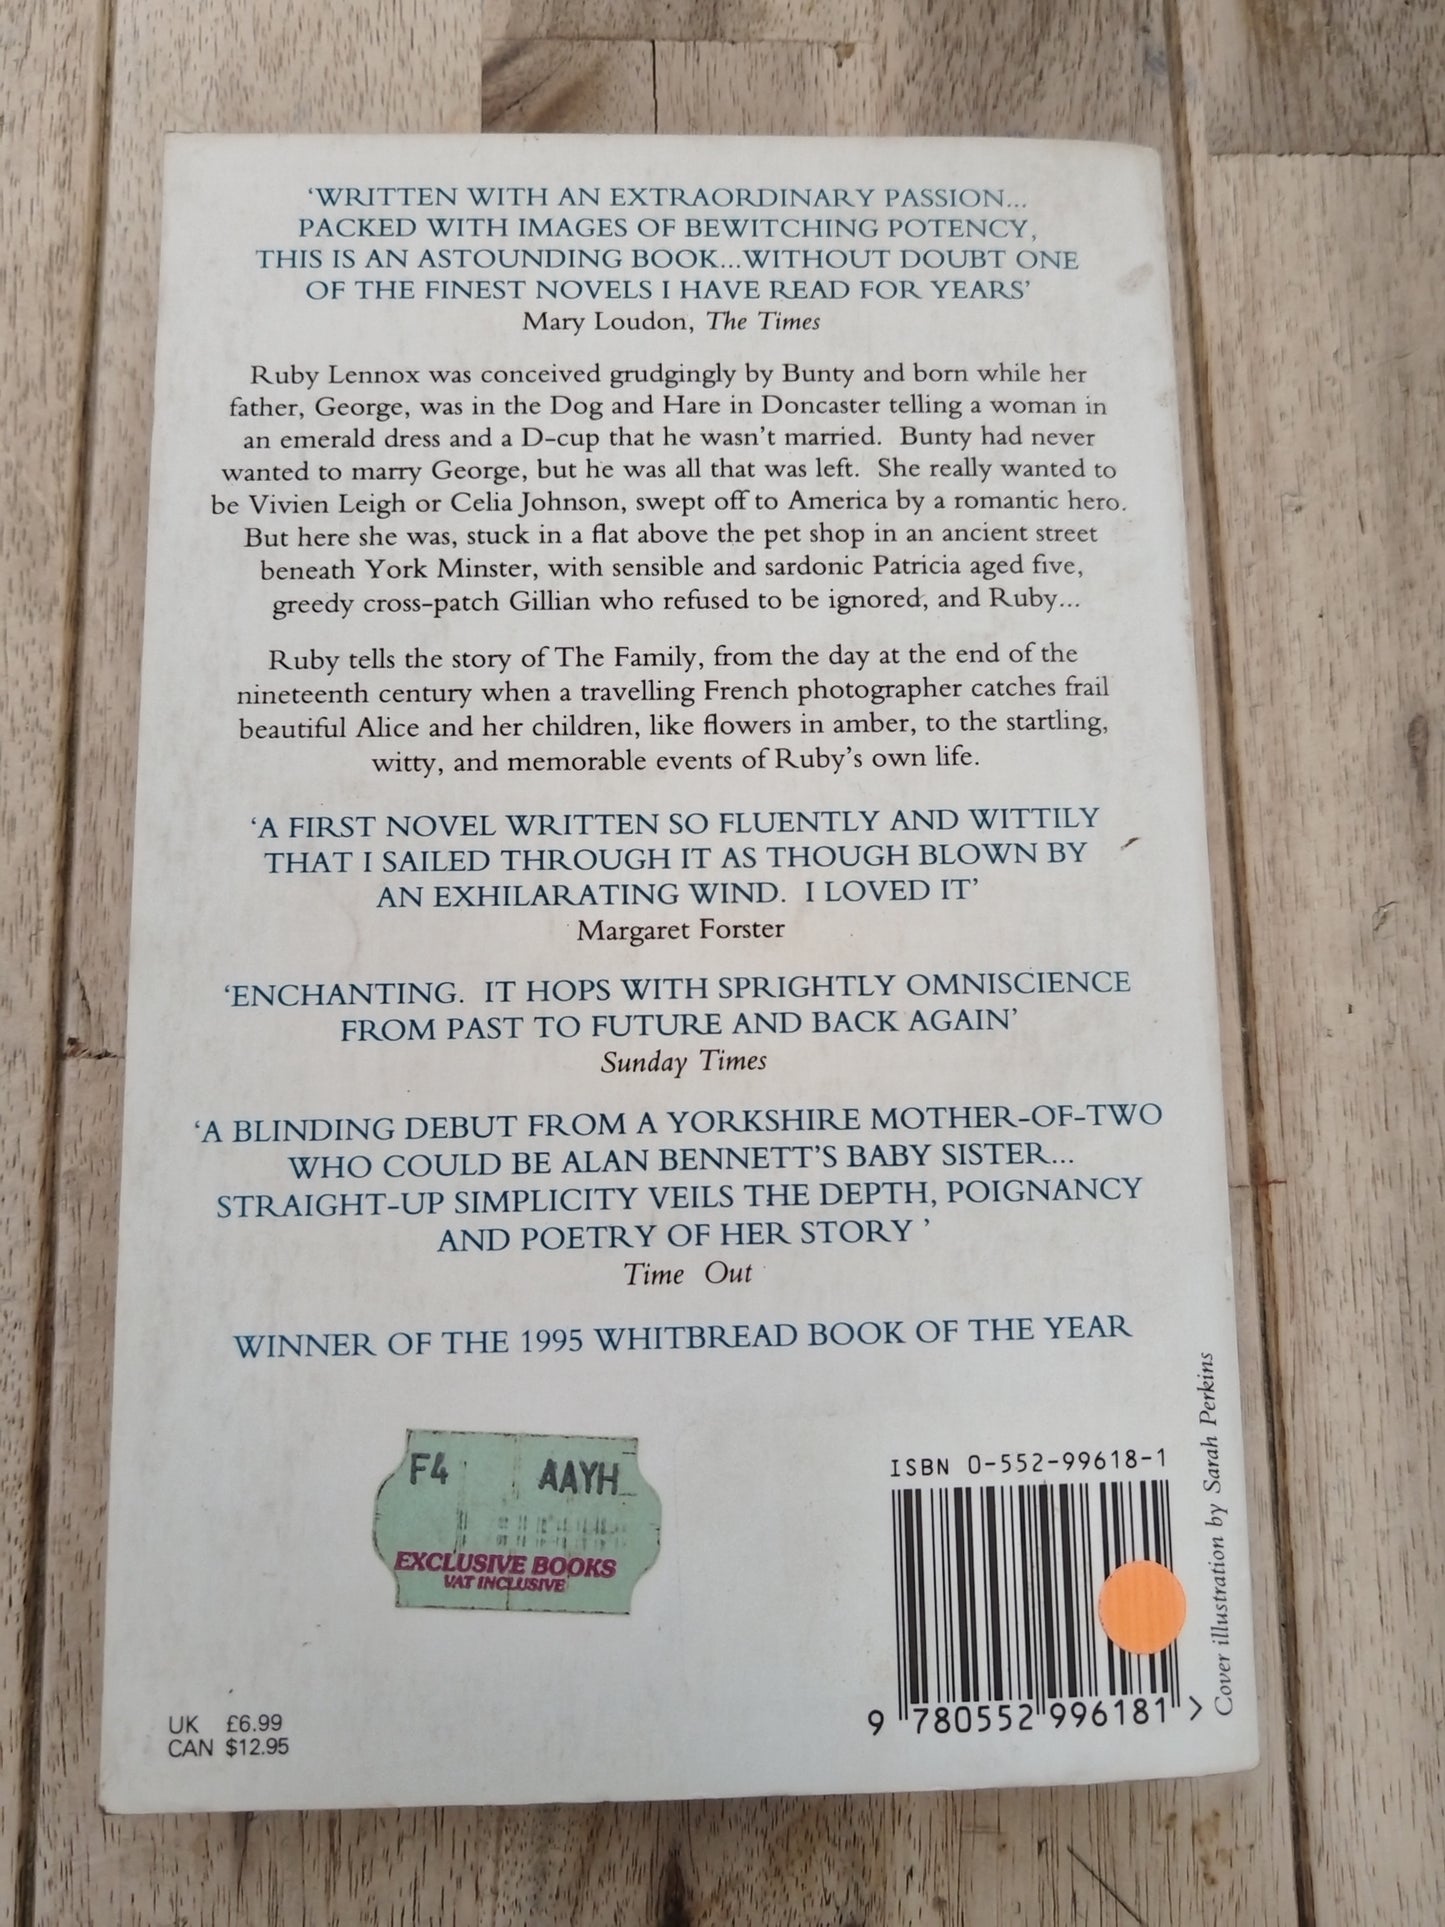 ‘WRITTEN WITH AN EXTRAORDINARY PASSION...
PACKED WITH IMAGES OF BEWITCHING POTENCY,
THIS IS AN ASTOUNDING BOOK...WITHOUT DOUBT ONE
OF THE FINEST NOVELS I HAVE READ FOR YEARS’
Mary Loudon, The Times
Ruby Lennox was conceived grudgingly by Bunty and born while her
father, George, was in the Dog and Hare in Doncaster telling a woman in
an emerald dress and a D-cup that he wasn’t married. Bunty had never
wanted to marry George, but he was all that was left. She really wanted to
be Vivien Leigh or Celia Johnson, swept off to America by a romantic hero.
But here she was, stuck in a flat above the pet shop in an ancient street
beneath York Minster, with sensible and sardonic Patricia aged five,
greedy cross-patch Gillian who refused to be ignored, and Ruby...
Ruby tells the story of The Family, from the day at the end of the
nineteenth century when a travelling French photographer catches frail
beautiful Alice and her children, like flowers in amber, to the startling,
witty, and memorable events of Ruby’s own life.
‘A FIRST NOVEL WRITTEN SO FLUENTLY AND WITTILY
THAT I SAILED THROUGH IT AS THOUGH BLOWN BY
AN EXHILARATING WIND. I LOVED IT’
Margaret Forster
‘ENCHANTING. IT HOPS WITH SPRIGHTLY OMNISCIENCE
FROM PAST TO FUTURE AND BACK AGAIN’
Sunday Times
‘A BLINDING DEBUT FROM A YORKSHIRE MOTHER-OF-TWO
WHO COULD BE ALAN BENNETT’S BABY SISTER...
STRAIGHT-UP SIMPLICITY VEILS THE DEPTH, POIGNANCY
AND POETRY OF HER STORY ’
Time Out
WINNER OF THE 1995 WHITBREAD BOOK OF THE YEAR
F4 AAYH
EXCLUSIVE BOOKS
VAT INCLUSIVE
UK £6.99
CAN $12.95
ISBN 0-552-99618-1
9 780552 996181 >
Cover illustration by Sarah Perkins